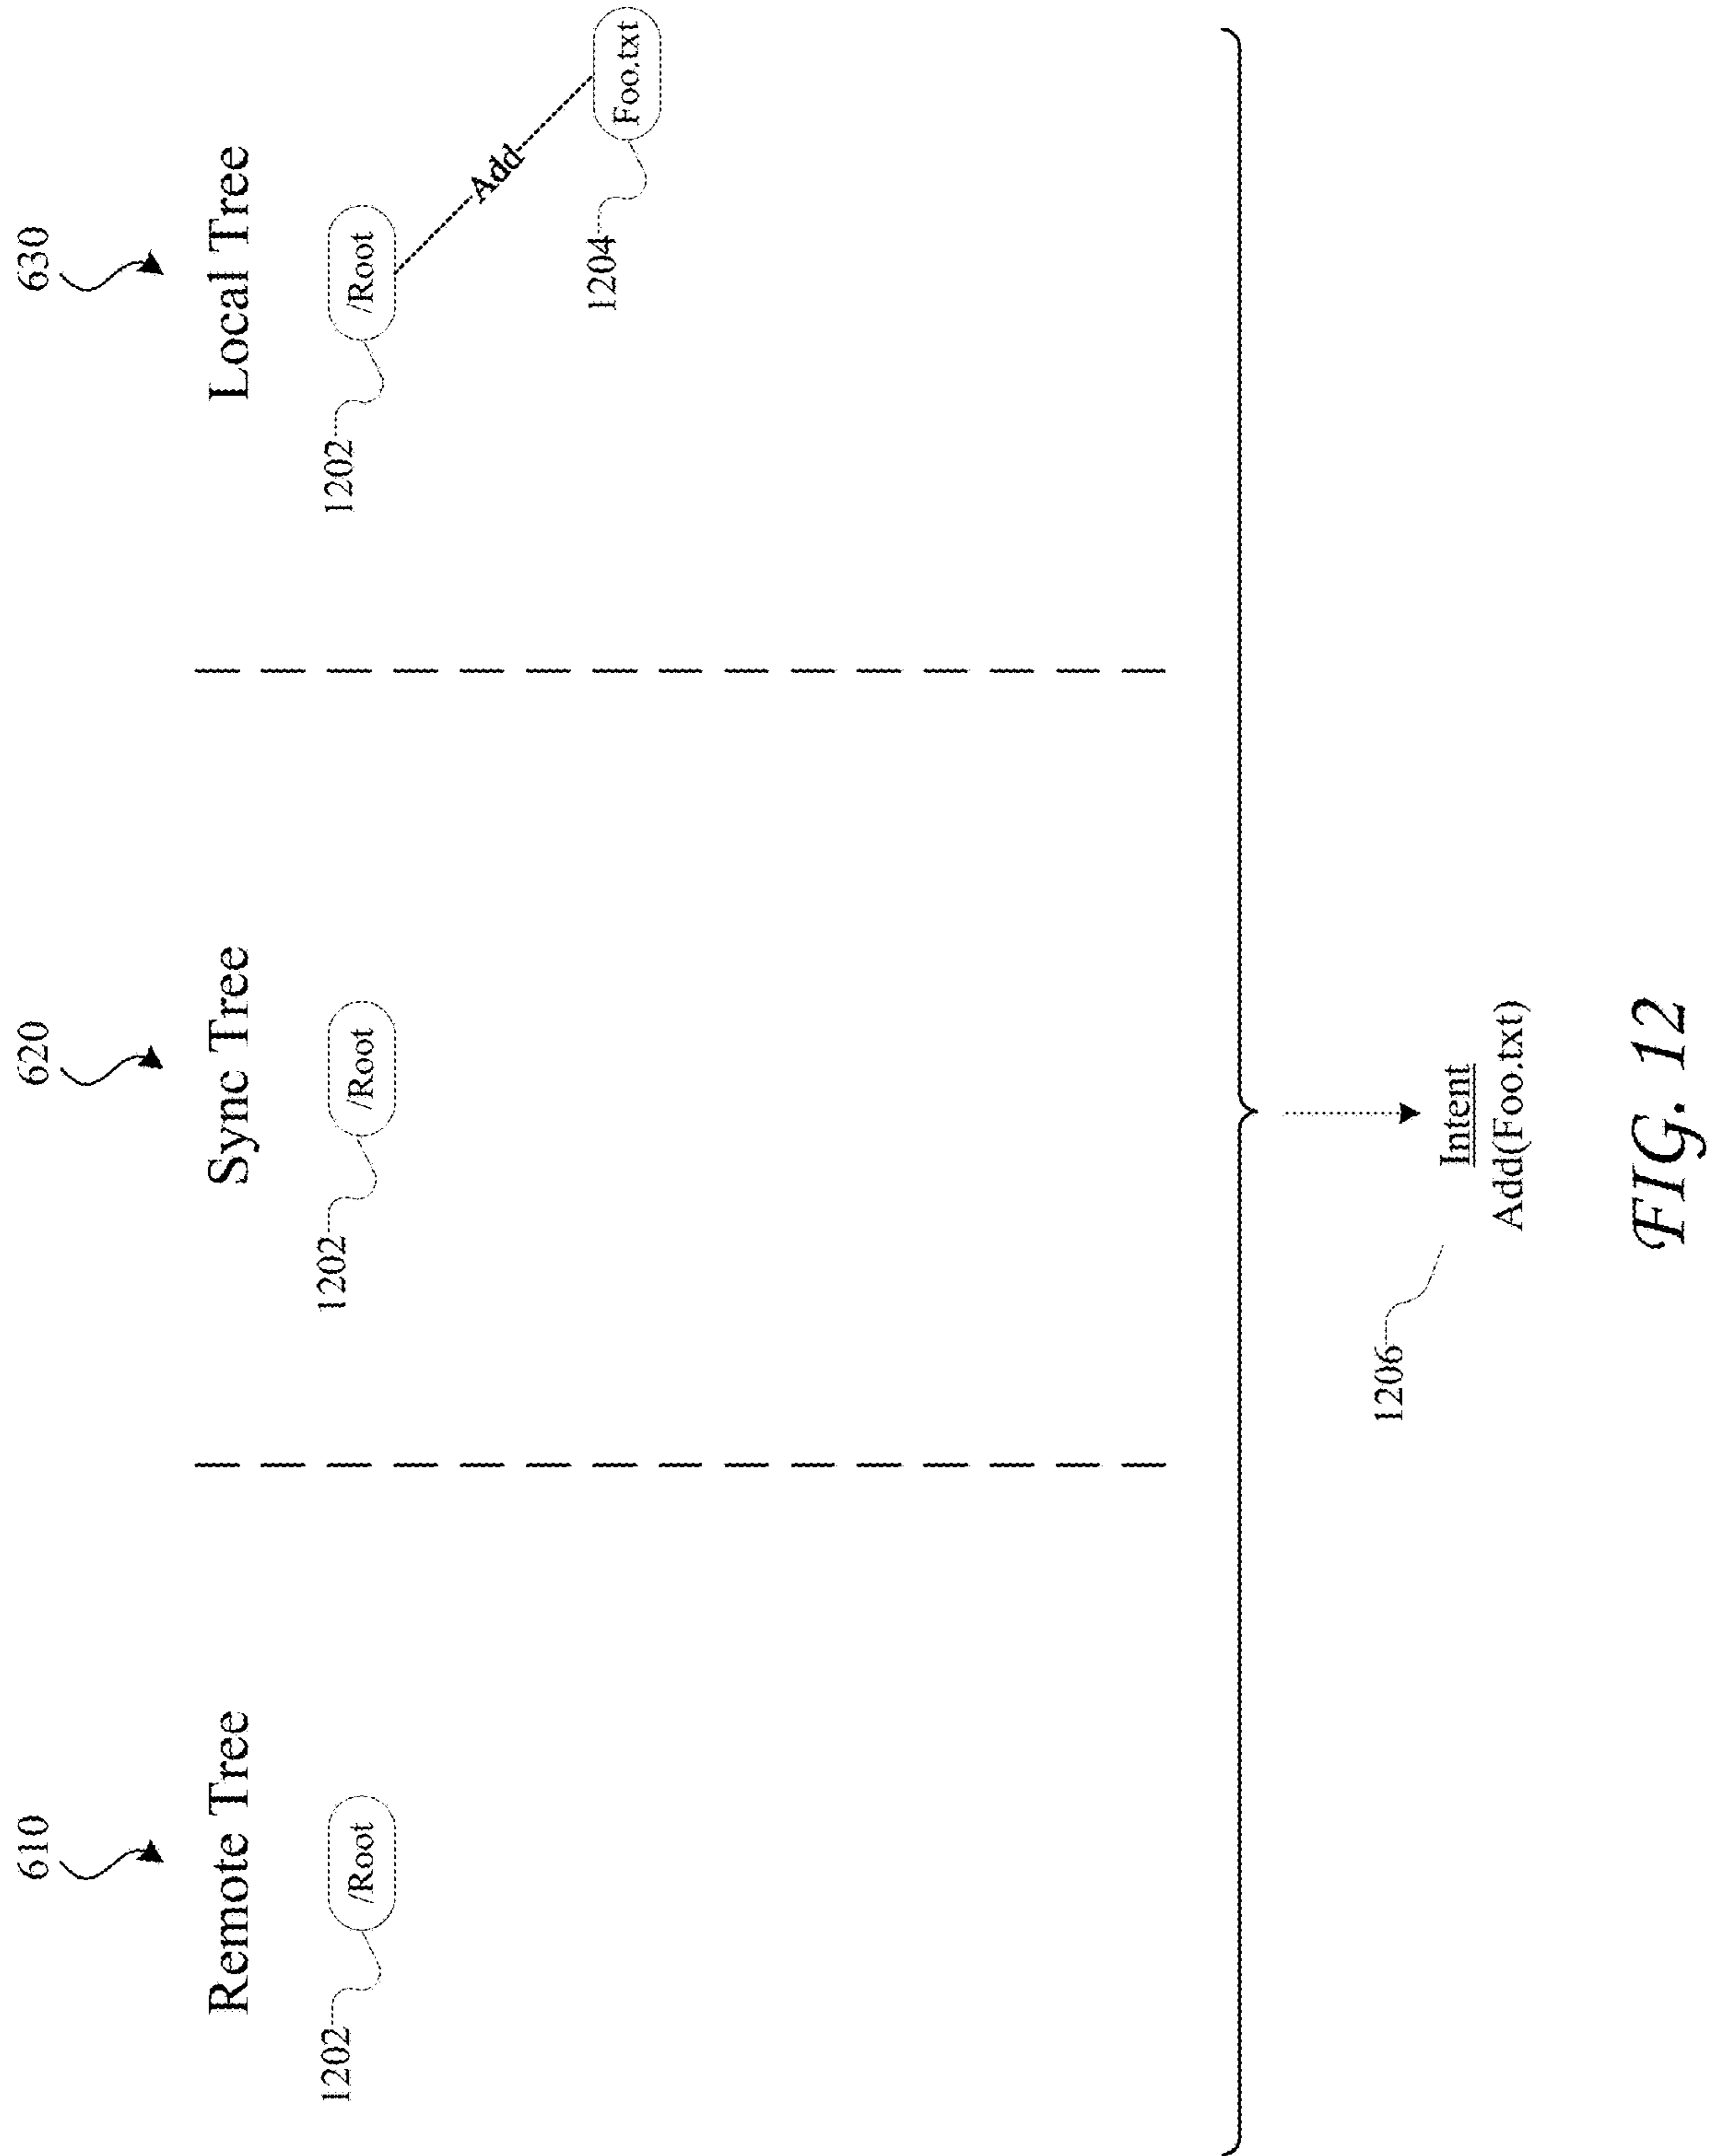 610
620
630
Remote Tree
Sync Tree
Local Tree
1202
/Root
1202
/Root
1202
/Root
Add
1204
Foo.txt
1206
Intent
Add(Foo.txt)
FIG. 12